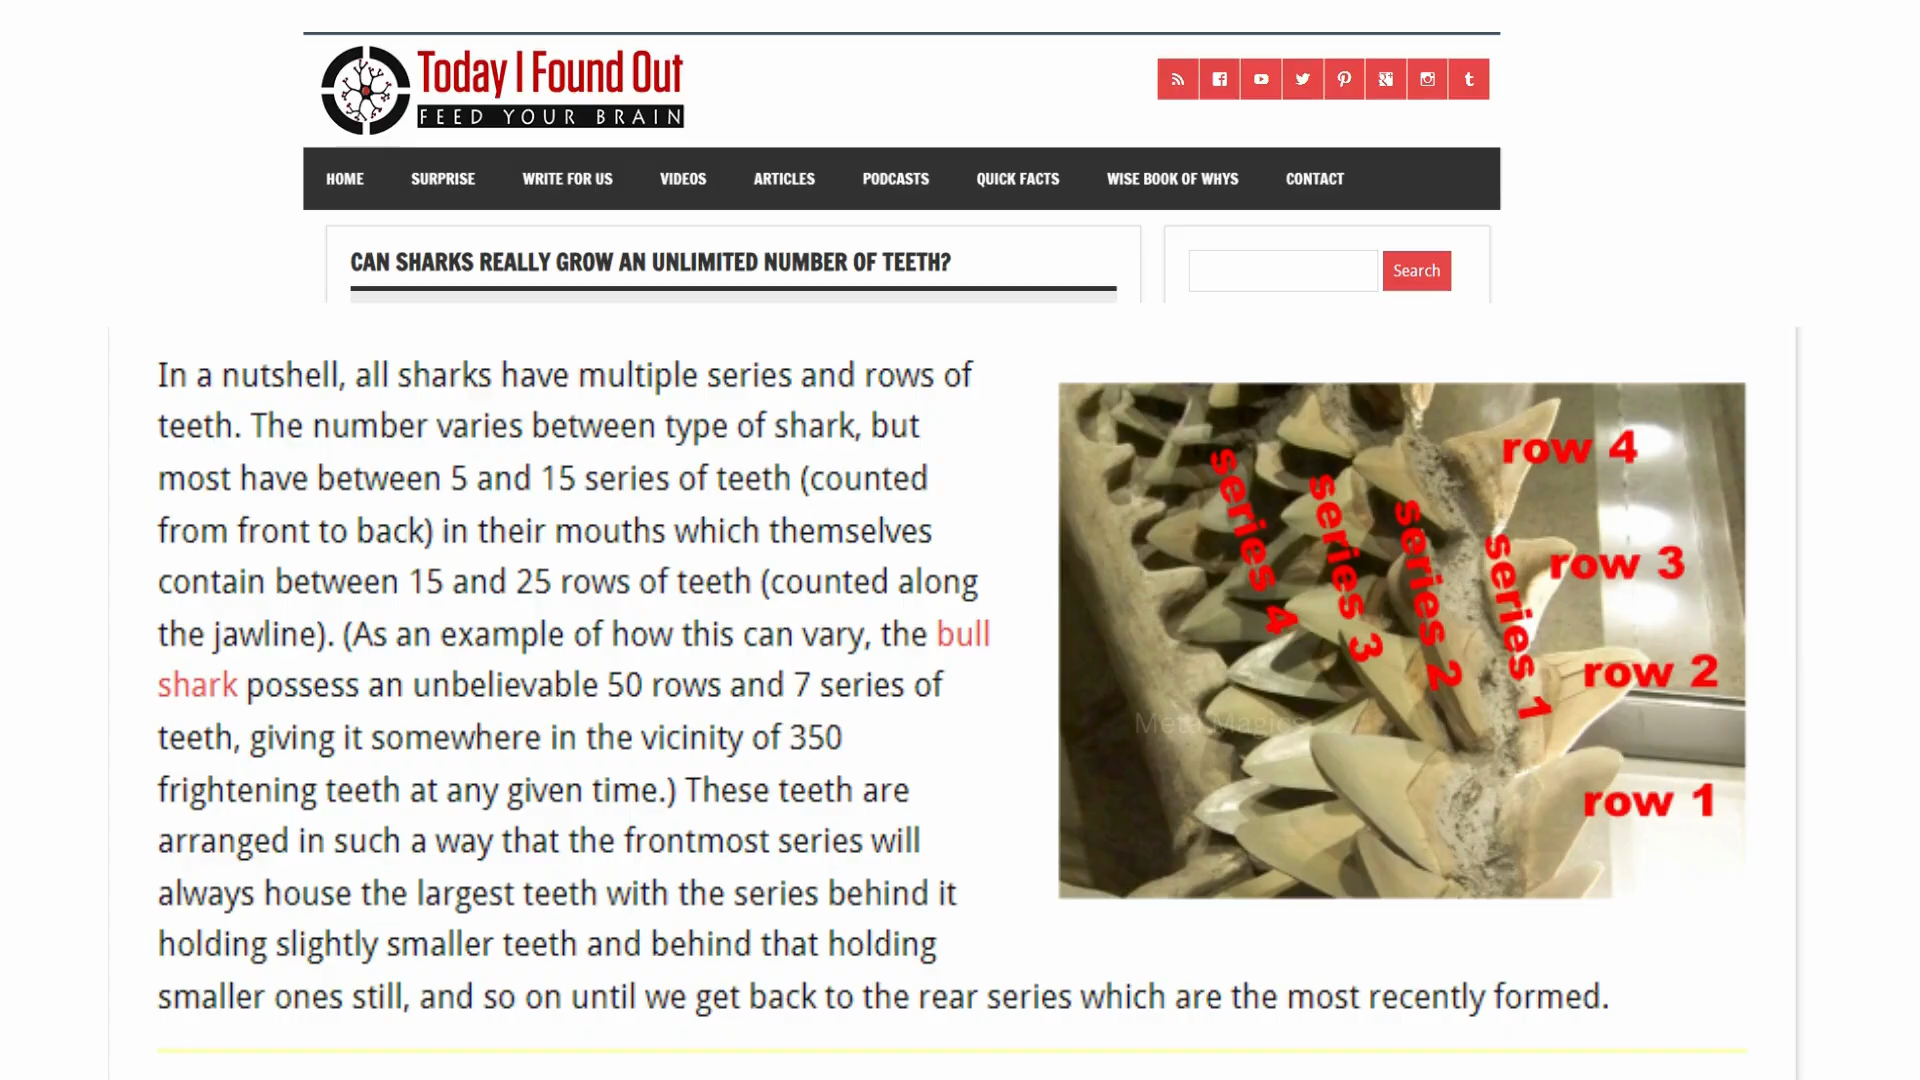 Today I Found Out
FEED YOUR BRAIN
HOME SURPRISE WRITE FOR US VIDEOS ARTICLES PODCASTS QUICK FACTS WISE BOOK OF WHYS CONTACT
CAN SHARKS REALLY GROW AN UNLIMITED NUMBER OF TEETH?
Search
In a nutshell, all sharks have multiple series and rows of
teeth. The number varies between type of shark, but
most have between 5 and 15 series of teeth (counted
from front to back) in their mouths which themselves
contain between 15 and 25 rows of teeth (counted along
the jawline). (As an example of how this can vary, the bull
shark possess an unbelievable 50 rows and 7 series of
teeth, giving it somewhere in the vicinity of 350
frightening teeth at any given time.) These teeth are
arranged in such a way that the frontmost series will
always house the largest teeth with the series behind it
holding slightly smaller teeth and behind that holding
smaller ones still, and so on until we get back to the rear series which are the most recently formed.
series 4
series 3
series 2
series 1
row 4
row 3
row 2
row 1
Meta Magics